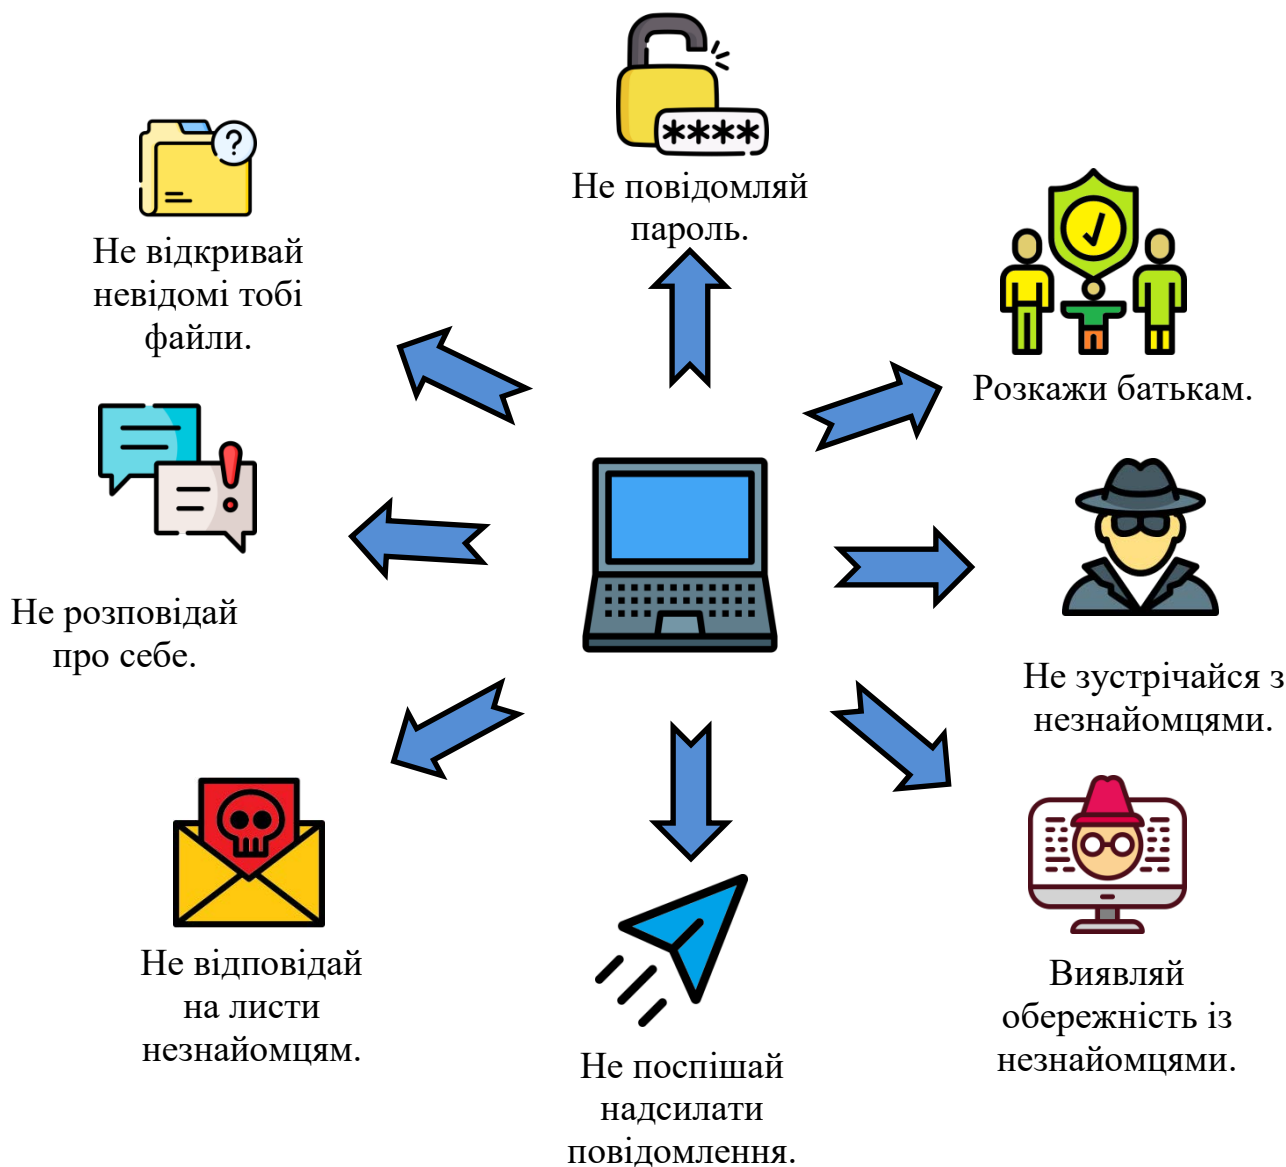 ****
Не повідомляй
пароль.
?
Не відкривай
невідомі тобі
файли.
Розкажи батькам.
!
Не розповідай
про себе.
Не зустрічайся з
незнайомцями.
Не відповідай
на листи
незнайомцям.
Виявляй
обережність із
незнайомцями.
Не поспішай
надсилати
повідомлення.